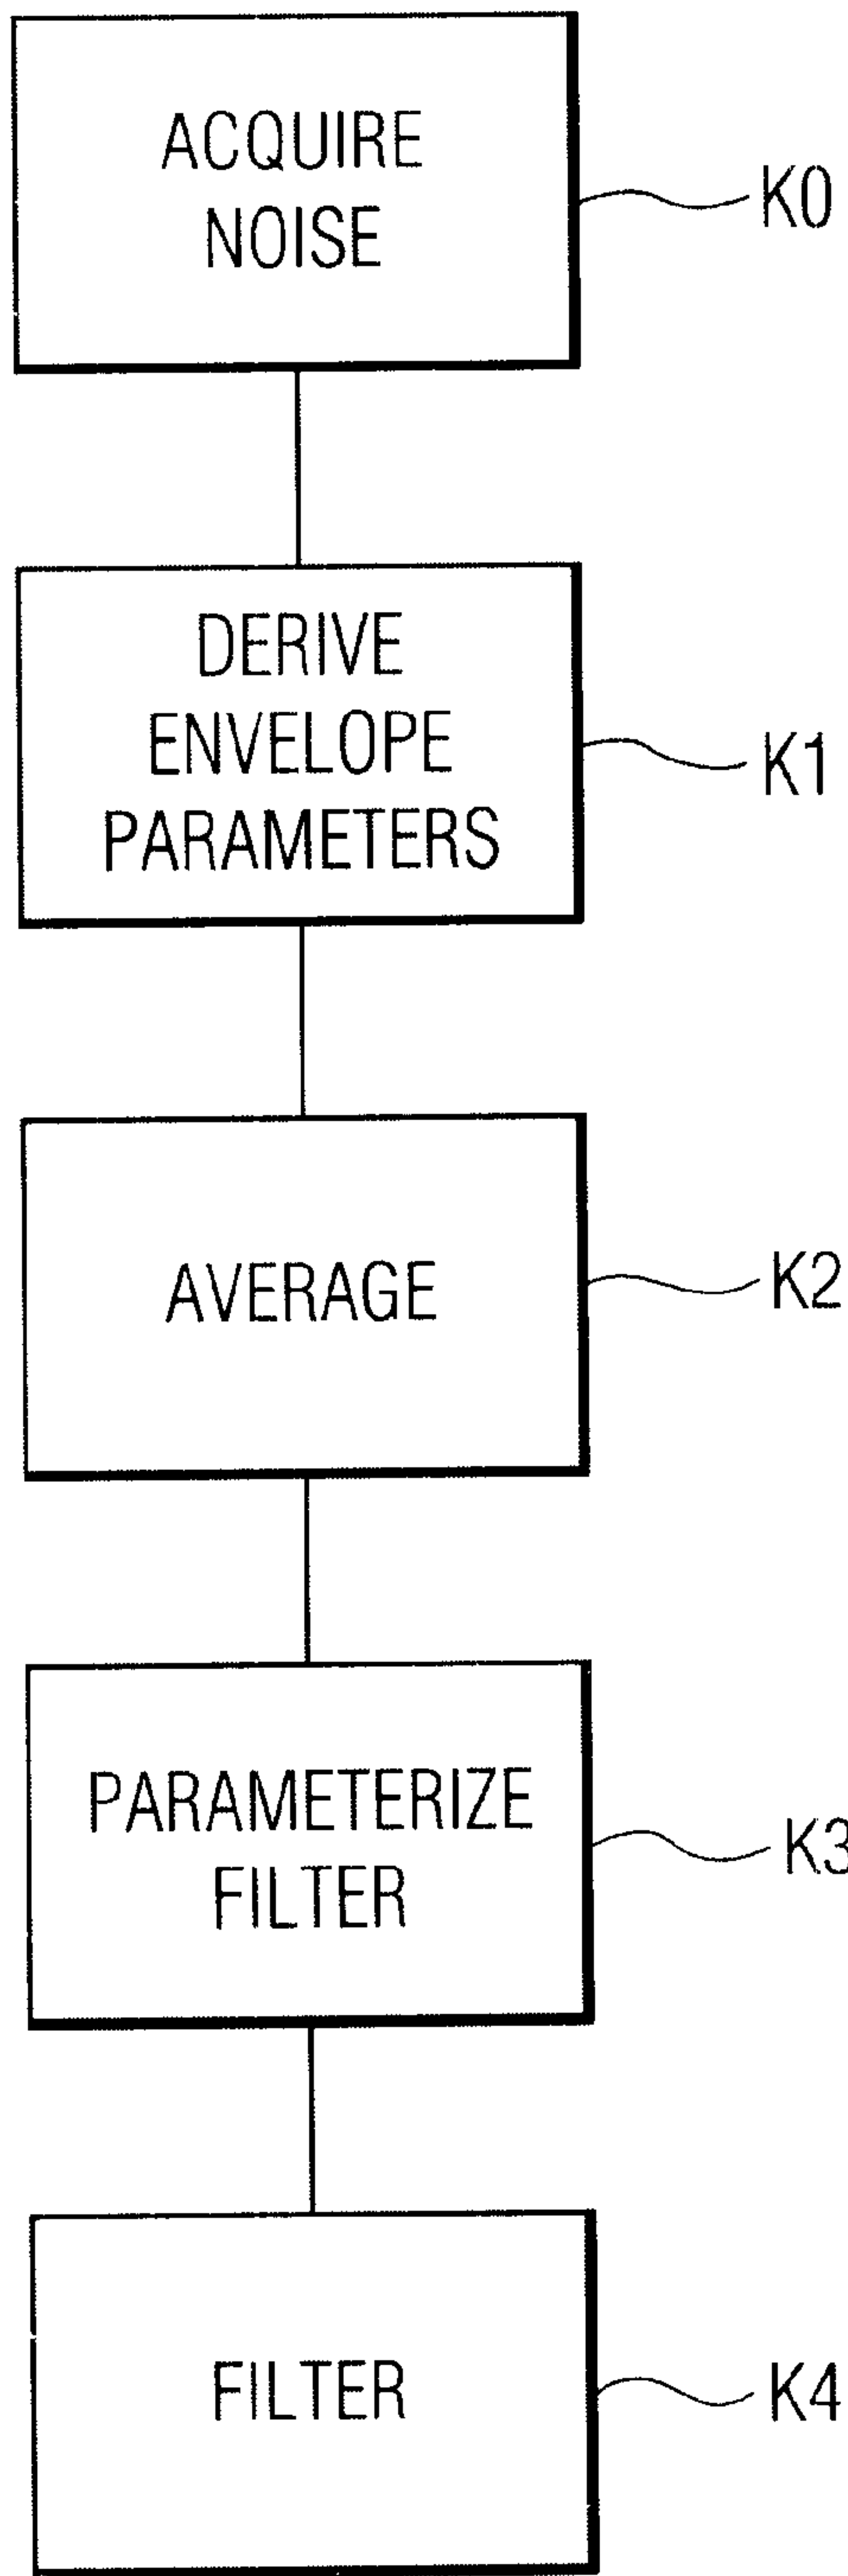 ACQUIRE
NOISE
K0
DERIVE
ENVELOPE
PARAMETERS
K1
AVERAGE
K2
PARAMETERIZE
FILTER
K3
FILTER
K4